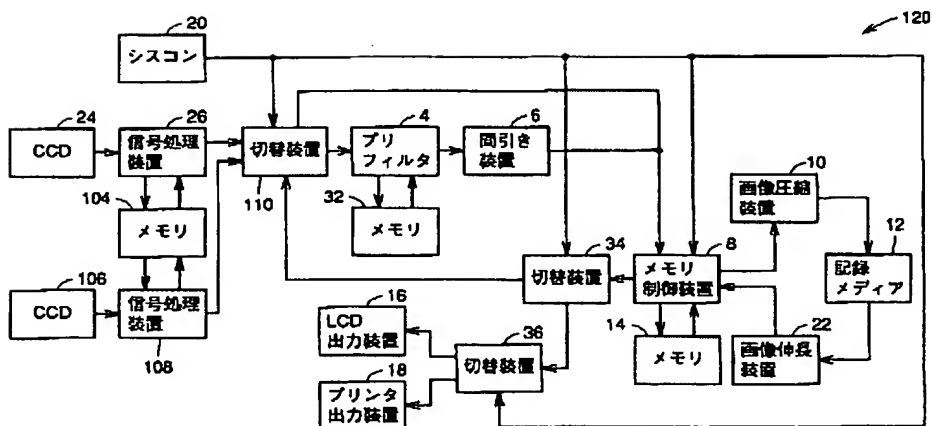 120
20
シスコン
24
CCD
26
信号処理
装置
切替装置
110
4
プリ
フィルタ
6
間引き
装置
10
画像圧縮
装置
104
メモリ
32
メモリ
12
記録
メディア
34
切替装置
8
メモリ
制御装置
106
CCD
信号処理
装置
108
16
LCD
出力装置
36
切替装置
14
メモリ
22
画像伸長
装置
18
プリンタ
出力装置